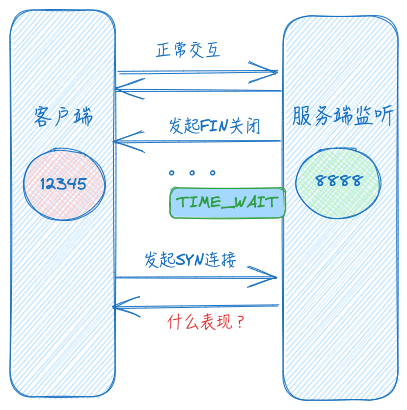 正常交互
客户端
服务端监听
发起FIN关闭
12345
8888
TIME_WAIT
发起SYN连接
什么表现？